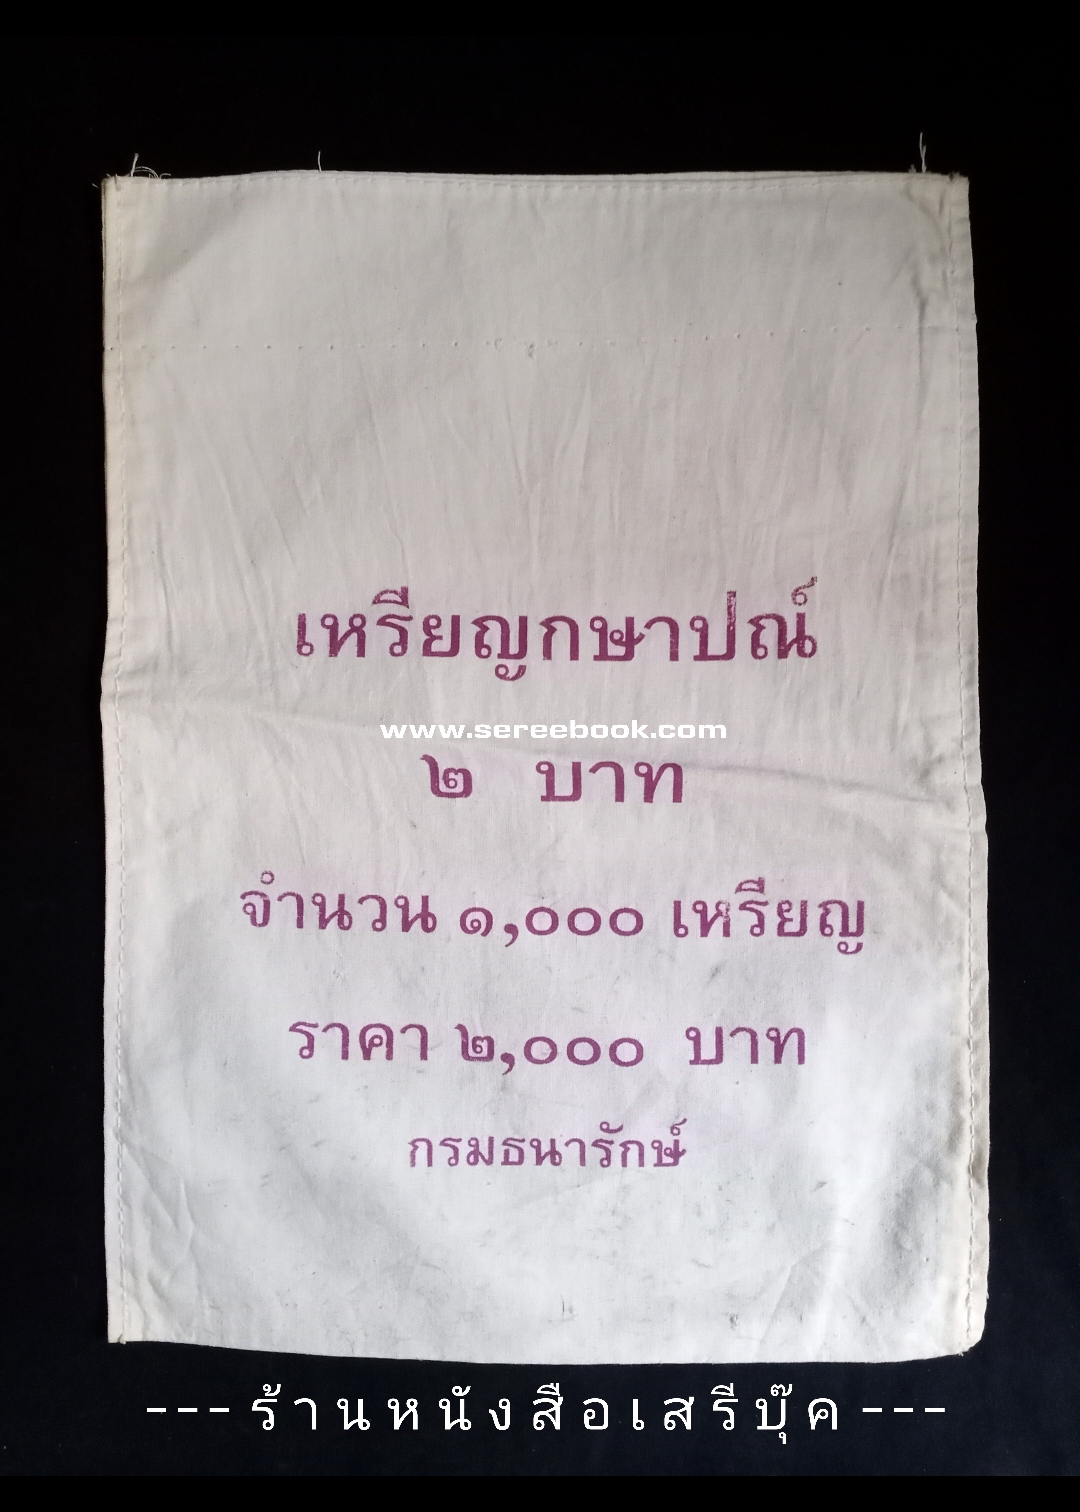 เหรียญกษาปณ์
www.sereebook.com
๒ บาท
จำนวน ๑,๐๐๐ เหรียญ
ราคา ๒,๐๐๐ บาท
กรมธนารักษ์
---ร้านหนังสือเสรีบุ๊ค---